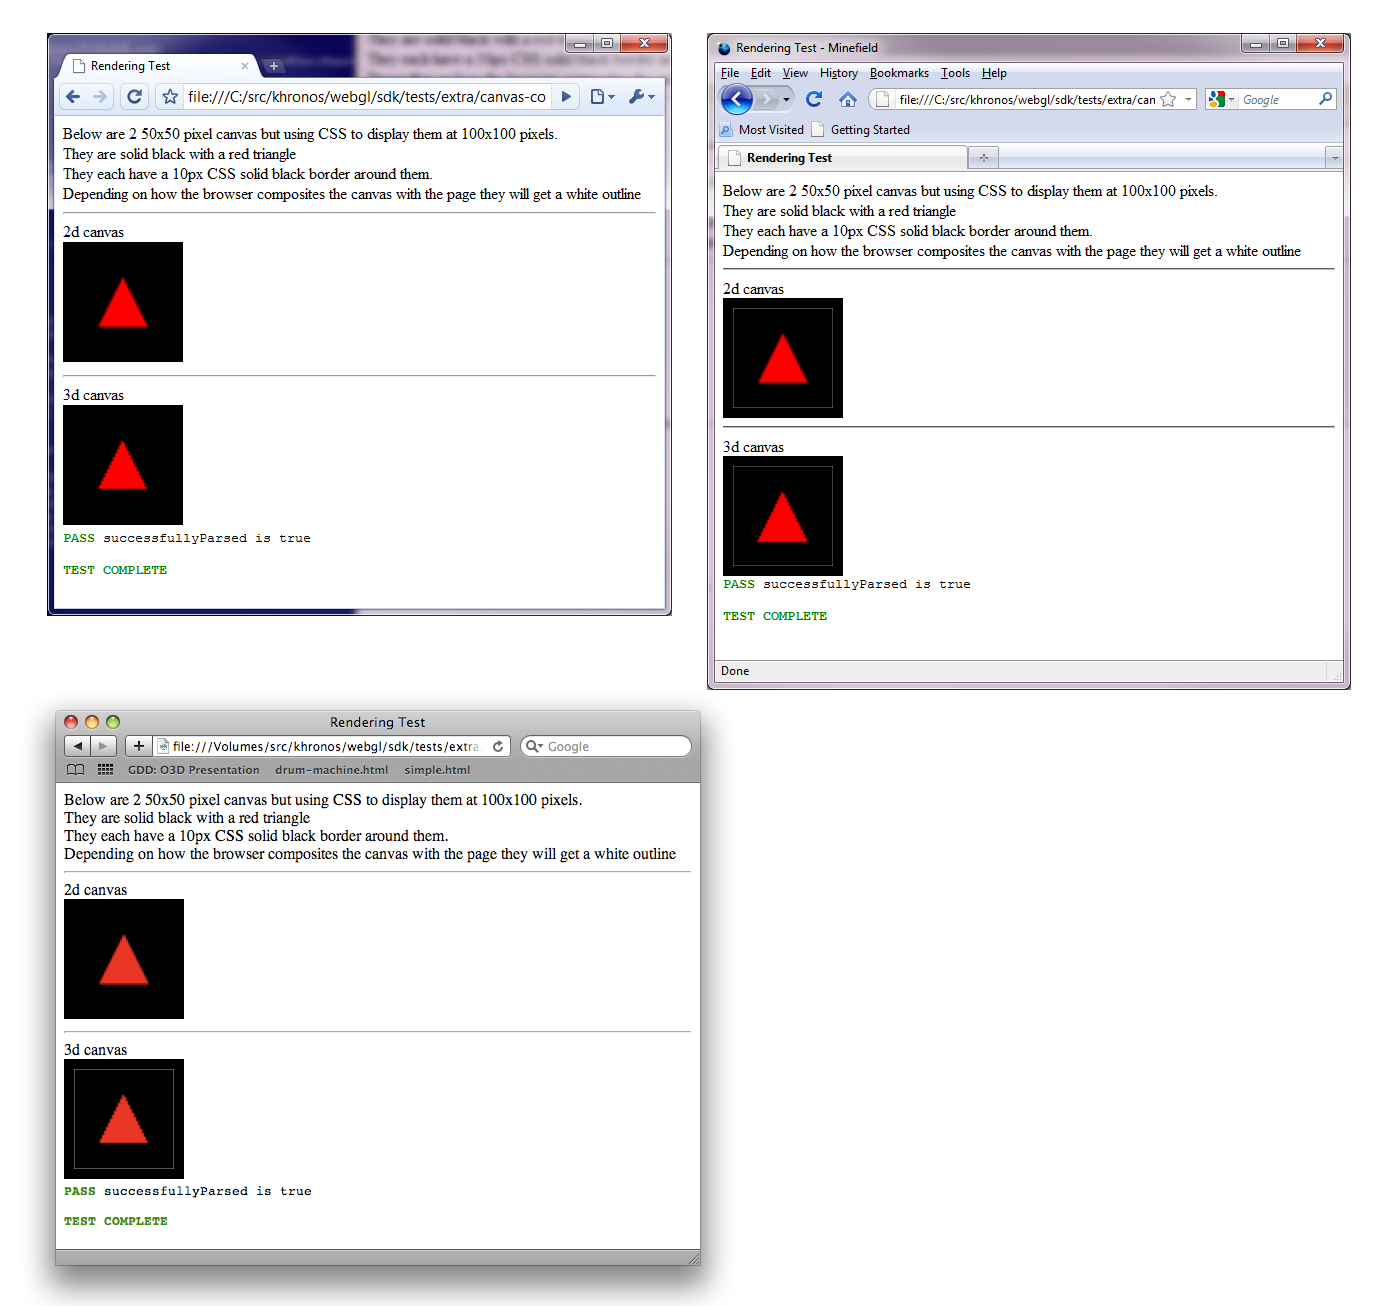 Rendering Test
file:///C:/src/khronos/webgl/sdk/tests/extra/canvas-co
Below are 2 50x50 pixel canvas but using CSS to display them at 100x100 pixels.
They are solid black with a red triangle
They each have a 10px CSS solid black border around them.
Depending on how the browser composites the canvas with the page they will get a white outline
2d canvas
3d canvas
PASS successfullyParsed is true
TEST COMPLETE
Rendering Test - Minefield
File Edit View History Bookmarks Tools Help
file:///C:/src/khronos/webgl/sdk/tests/extra/can
Google
Most Visited Getting Started
Rendering Test
Below are 2 50x50 pixel canvas but using CSS to display them at 100x100 pixels.
They are solid black with a red triangle
They each have a 10px CSS solid black border around them.
Depending on how the browser composites the canvas with the page they will get a white outline
2d canvas
3d canvas
PASS successfullyParsed is true
TEST COMPLETE
Done
Rendering Test
file:///Volumes/src/khronos/webgl/sdk/tests/extra/
Google
GDD: O3D Presentation drum-machine.html simple.html
Below are 2 50x50 pixel canvas but using CSS to display them at 100x100 pixels.
They are solid black with a red triangle
They each have a 10px CSS solid black border around them.
Depending on how the browser composites the canvas with the page they will get a white outline
2d canvas
3d canvas
PASS successfullyParsed is true
TEST COMPLETE